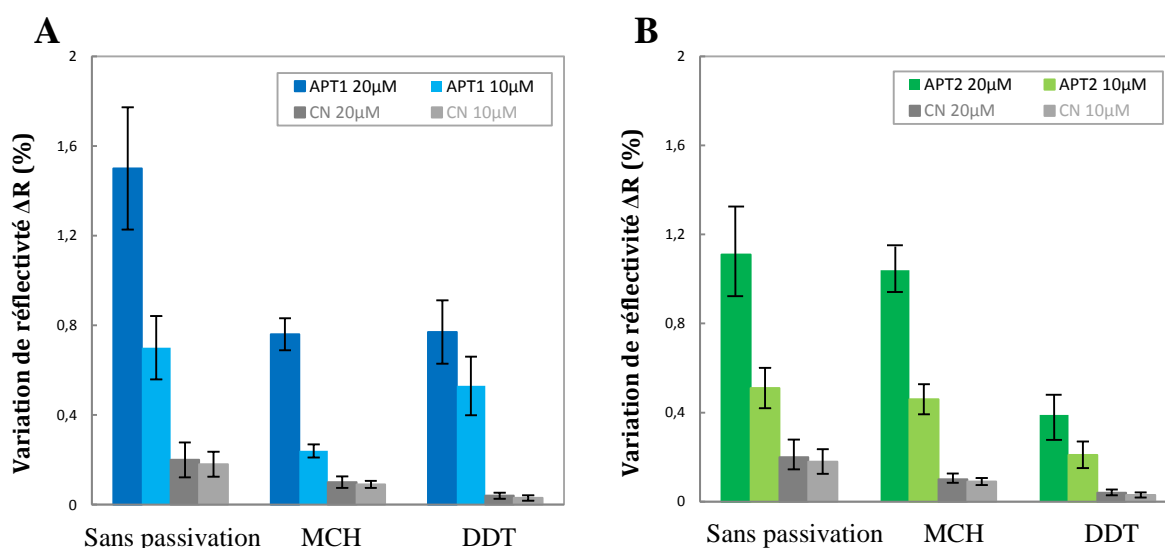 A
Variation de réflectivté ΔR (%)
2
1,6
1,2
0,8
0,4
0
APT1 20µM APT1 10µM
CN 20µM CN 10µM
Sans passivation MCH DDT
B
Variation de réflectivité ΔR (%)
2
1,6
1,2
0,8
0,4
0
APT2 20µM APT2 10µM
CN 20µM CN 10µM
Sans passivation MCH DDT